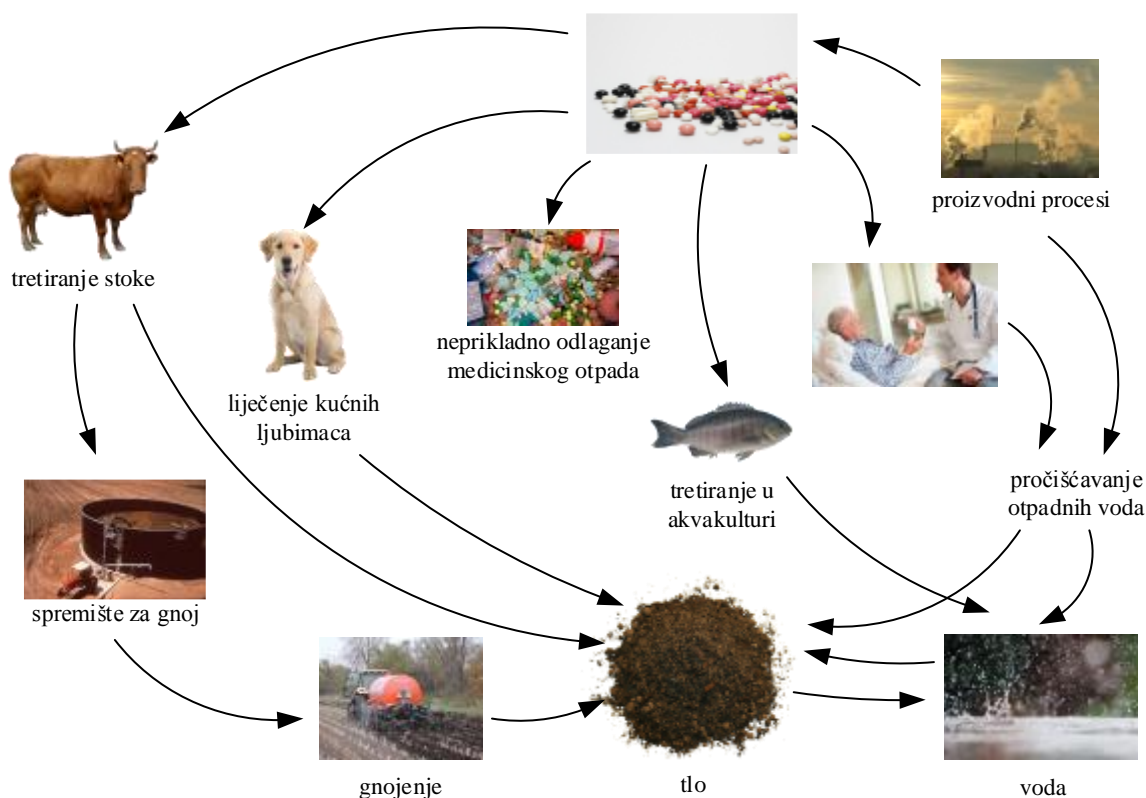 proizvodni procesi
tretiranje stoke
neprikladno odlaganje
medicinskog otpada
liječenje kućnih
ljubimaca
tretiranje u
akvakulturi
pročišćavanje
otpadnih voda
spremište za gnoj
gnojenje
tlo
voda